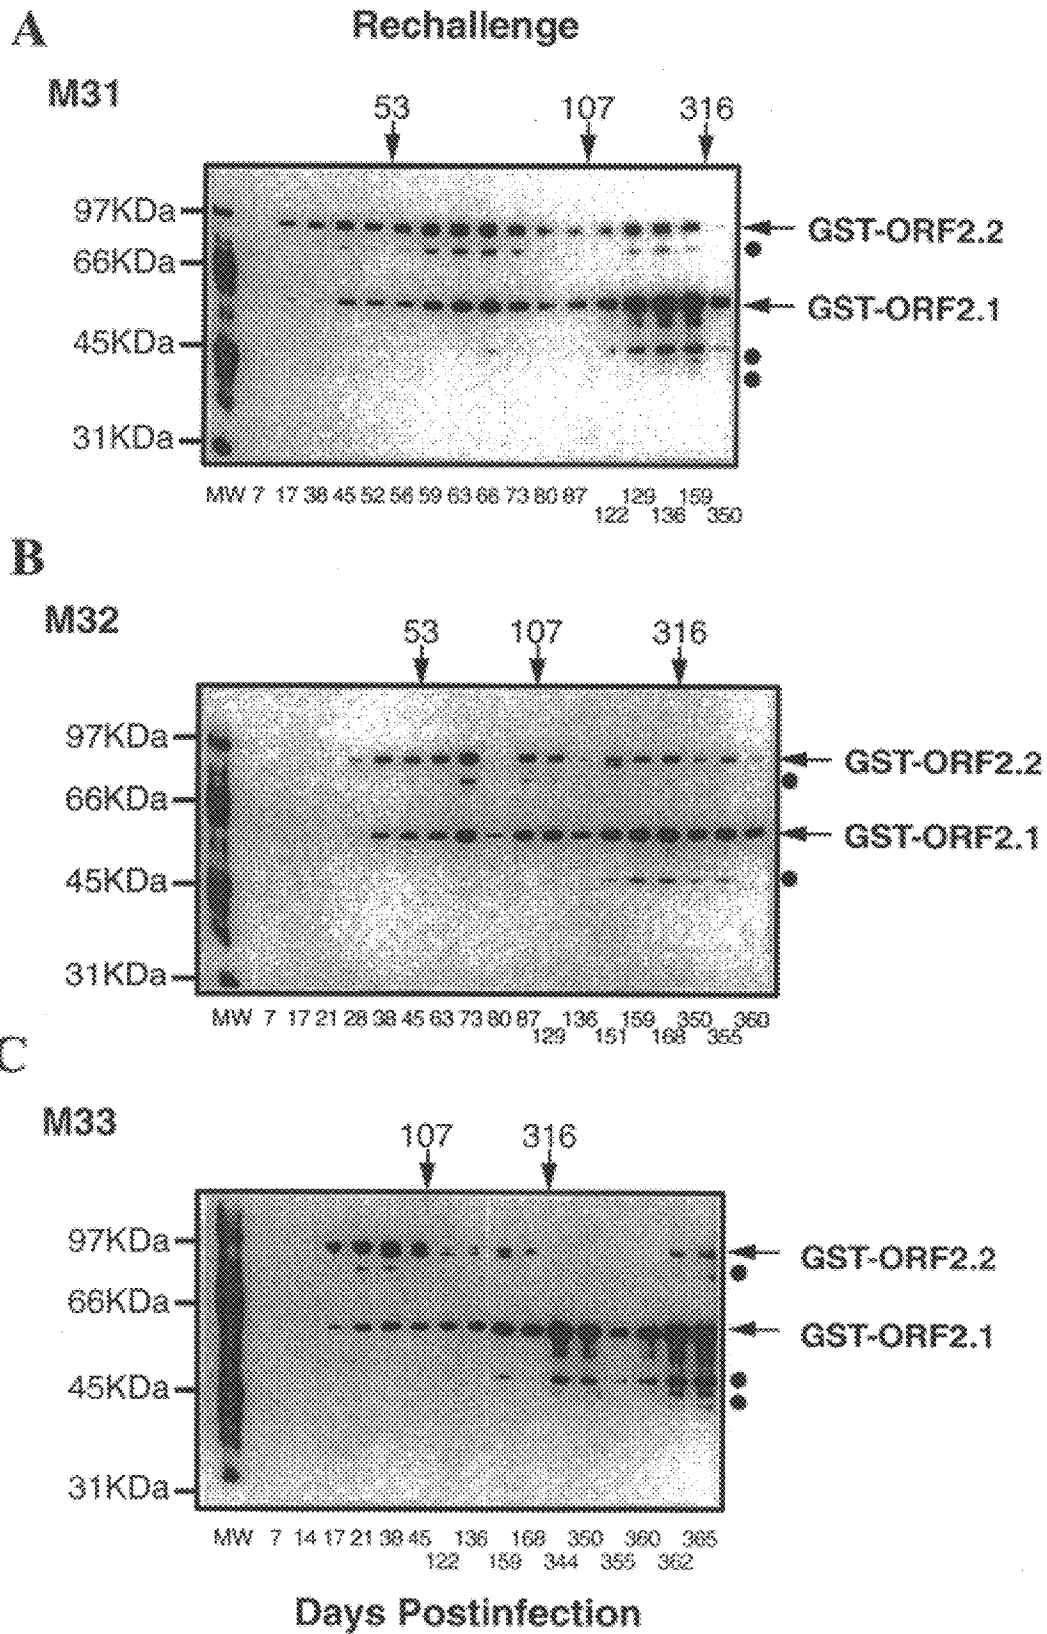 A
Rechallenge
M31
53 107 316
97KDa
GST-ORF2.2
66KDa
GST-ORF2.1
45KDa
31KDa
MW 7 17 38 45 52 56 59 63 66 73 80 87 129 159
122 136 350
B
M32
53 107 316
97KDa
GST-ORF2.2
66KDa
GST-ORF2.1
45KDa
31KDa
MW 7 17 21 28 38 45 63 73 80 87 136 159 350 360
129 151 168 355
C
M33
107 316
97KDa
GST-ORF2.2
66KDa
GST-ORF2.1
45KDa
31KDa
MW 7 14 17 21 38 45 136 168 350 360 365
122 159 344 355 362
Days Postinfection